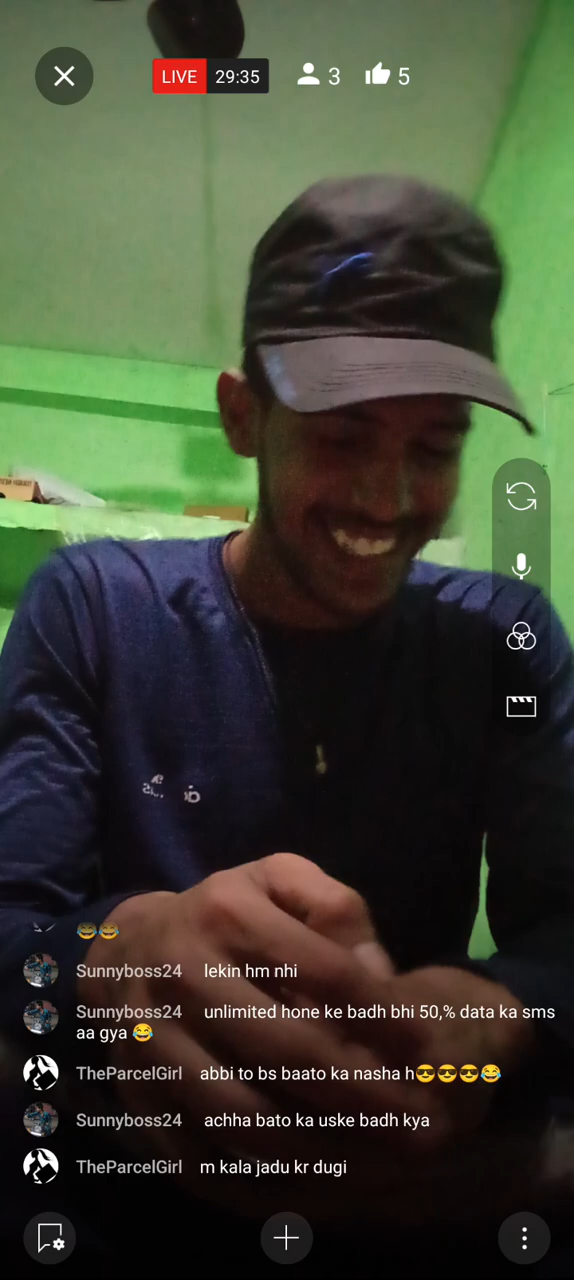 LIVE 29:35 3 5
😂😂
Sunnyboss24 lekin hm nhi
Sunnyboss24 unlimited hone ke badh bhi 50,% data ka sms
aa gya 😂
TheParcelGirl abbi to bs baato ka nasha h😎😎😎😂
Sunnyboss24 achha bato ka uske badh kya
TheParcelGirl m kala jadu kr dugi